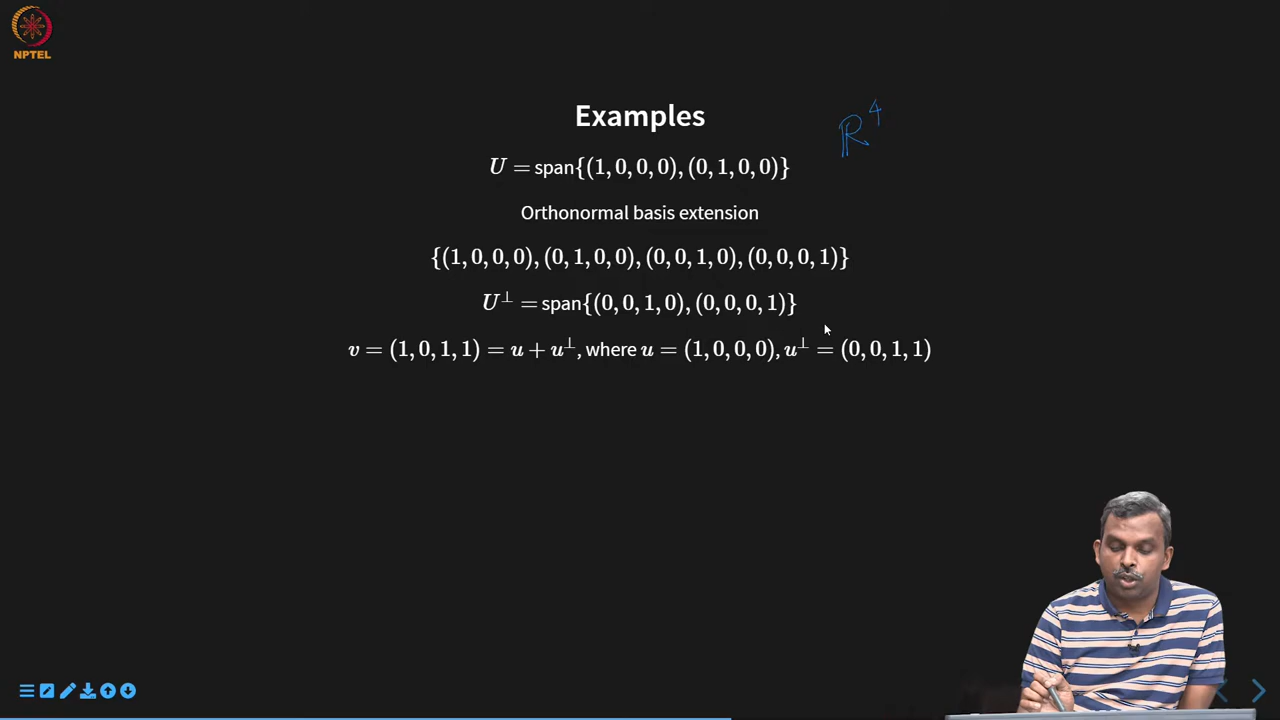 NPTEL
Examples
ℝ⁴
U = span{(1, 0, 0, 0), (0, 1, 0, 0)}
Orthonormal basis extension
{(1, 0, 0, 0), (0, 1, 0, 0), (0, 0, 1, 0), (0, 0, 0, 1)}
U⊥ = span{(0, 0, 1, 0), (0, 0, 0, 1)}
v = (1, 0, 1, 1) = u + u⊥, where u = (1, 0, 0, 0), u⊥ = (0, 0, 1, 1)